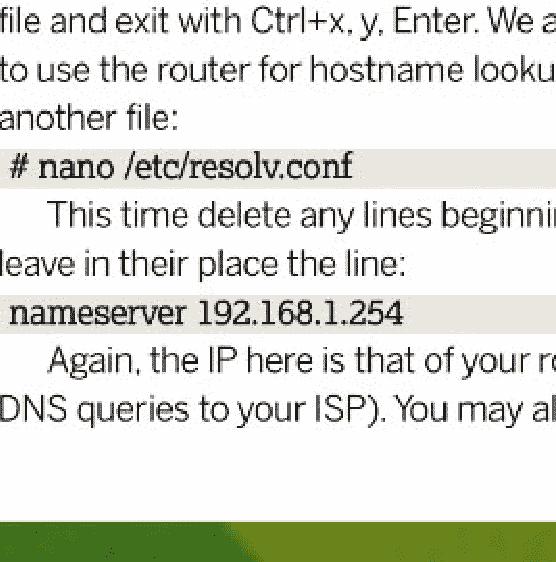 file and exit with Ctrl+x, y, Enter. We a
to use the router for hostname looku
another file:
# nano /etc/resolv.conf
This time delete any lines beginni
leave in their place the line:
nameserver 192.168.1.254
Again, the IP here is that of your ro
DNS queries to your ISP). You may al